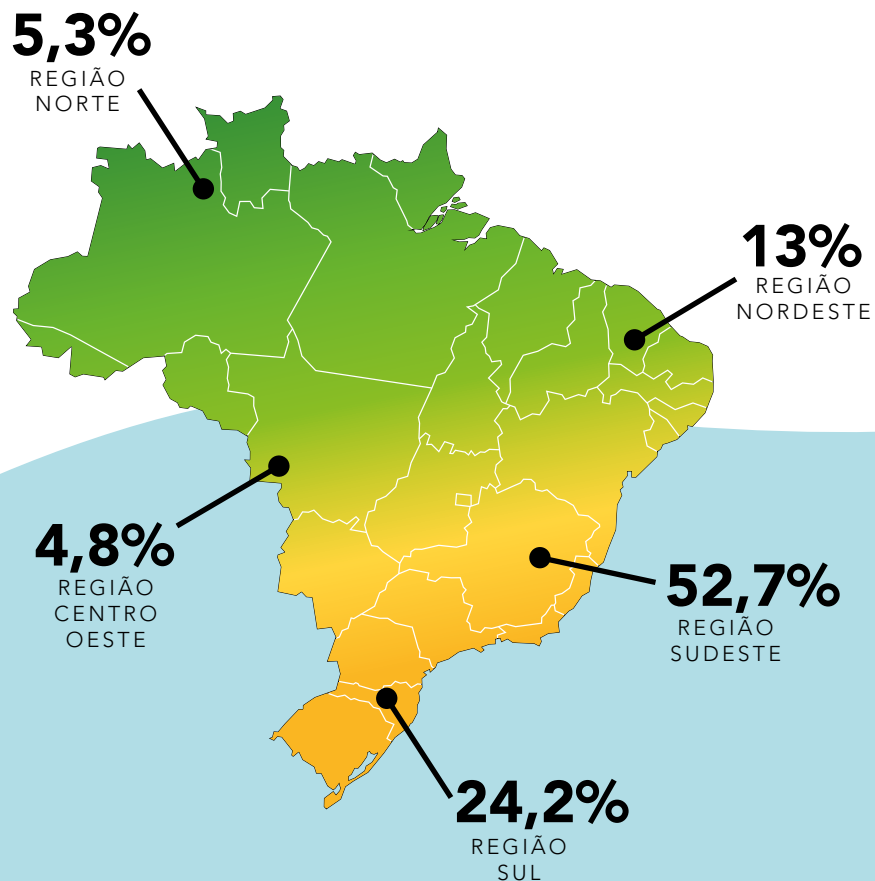 5,3%
REGIÃO
NORTE
13%
REGIÃO
NORDESTE
4,8%
REGIÃO
CENTRO
OESTE
52,7%
REGIÃO
SUDESTE
24,2%
REGIÃO
SUL